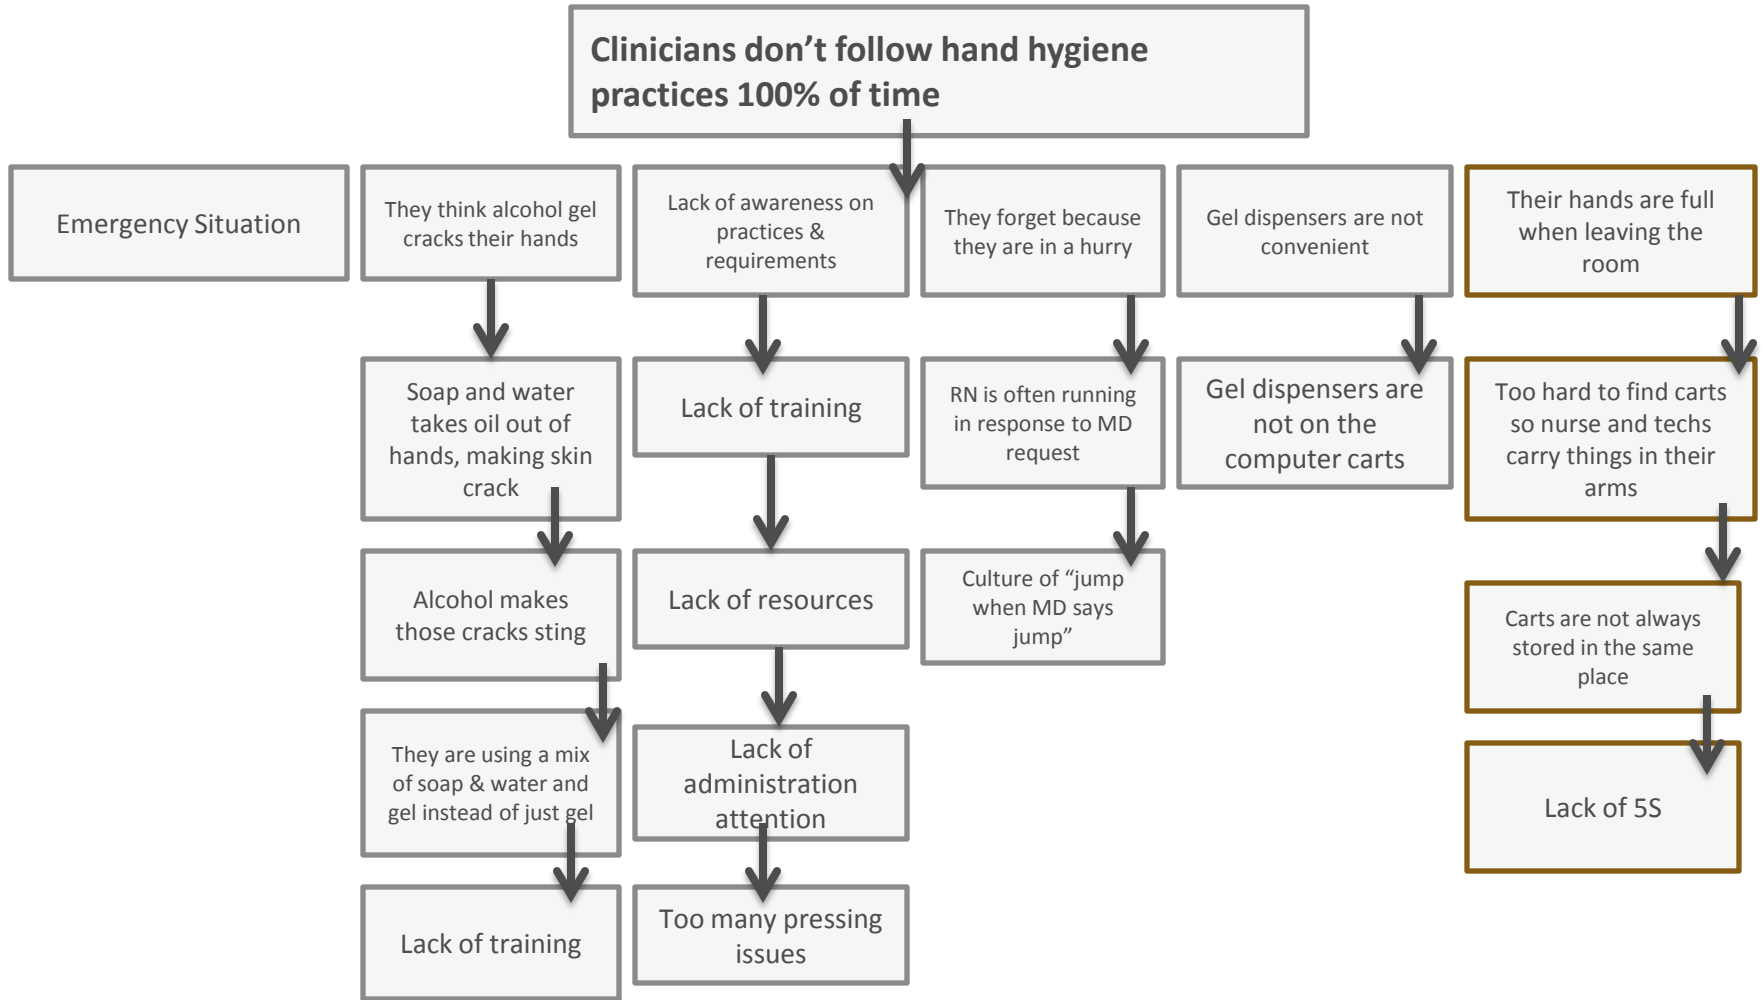 Clinicians don’t follow hand hygiene
practices 100% of time
Emergency Situation
They think alcohol gel
cracks their hands
Lack of awareness on
practices &
requirements
They forget because
they are in a hurry
Gel dispensers are not
convenient
Their hands are full
when leaving the
room
Soap and water
takes oil out of
hands, making skin
crack
Lack of training
RN is often running
in response to MD
request
Gel dispensers are
not on the
computer carts
Too hard to find carts
so nurse and techs
carry things in their
arms
Alcohol makes
those cracks sting
Lack of resources
Culture of “jump
when MD says
jump”
Carts are not always
stored in the same
place
They are using a mix
of soap & water and
gel instead of just gel
Lack of
administration
attention
Lack of 5S
Lack of training
Too many pressing
issues